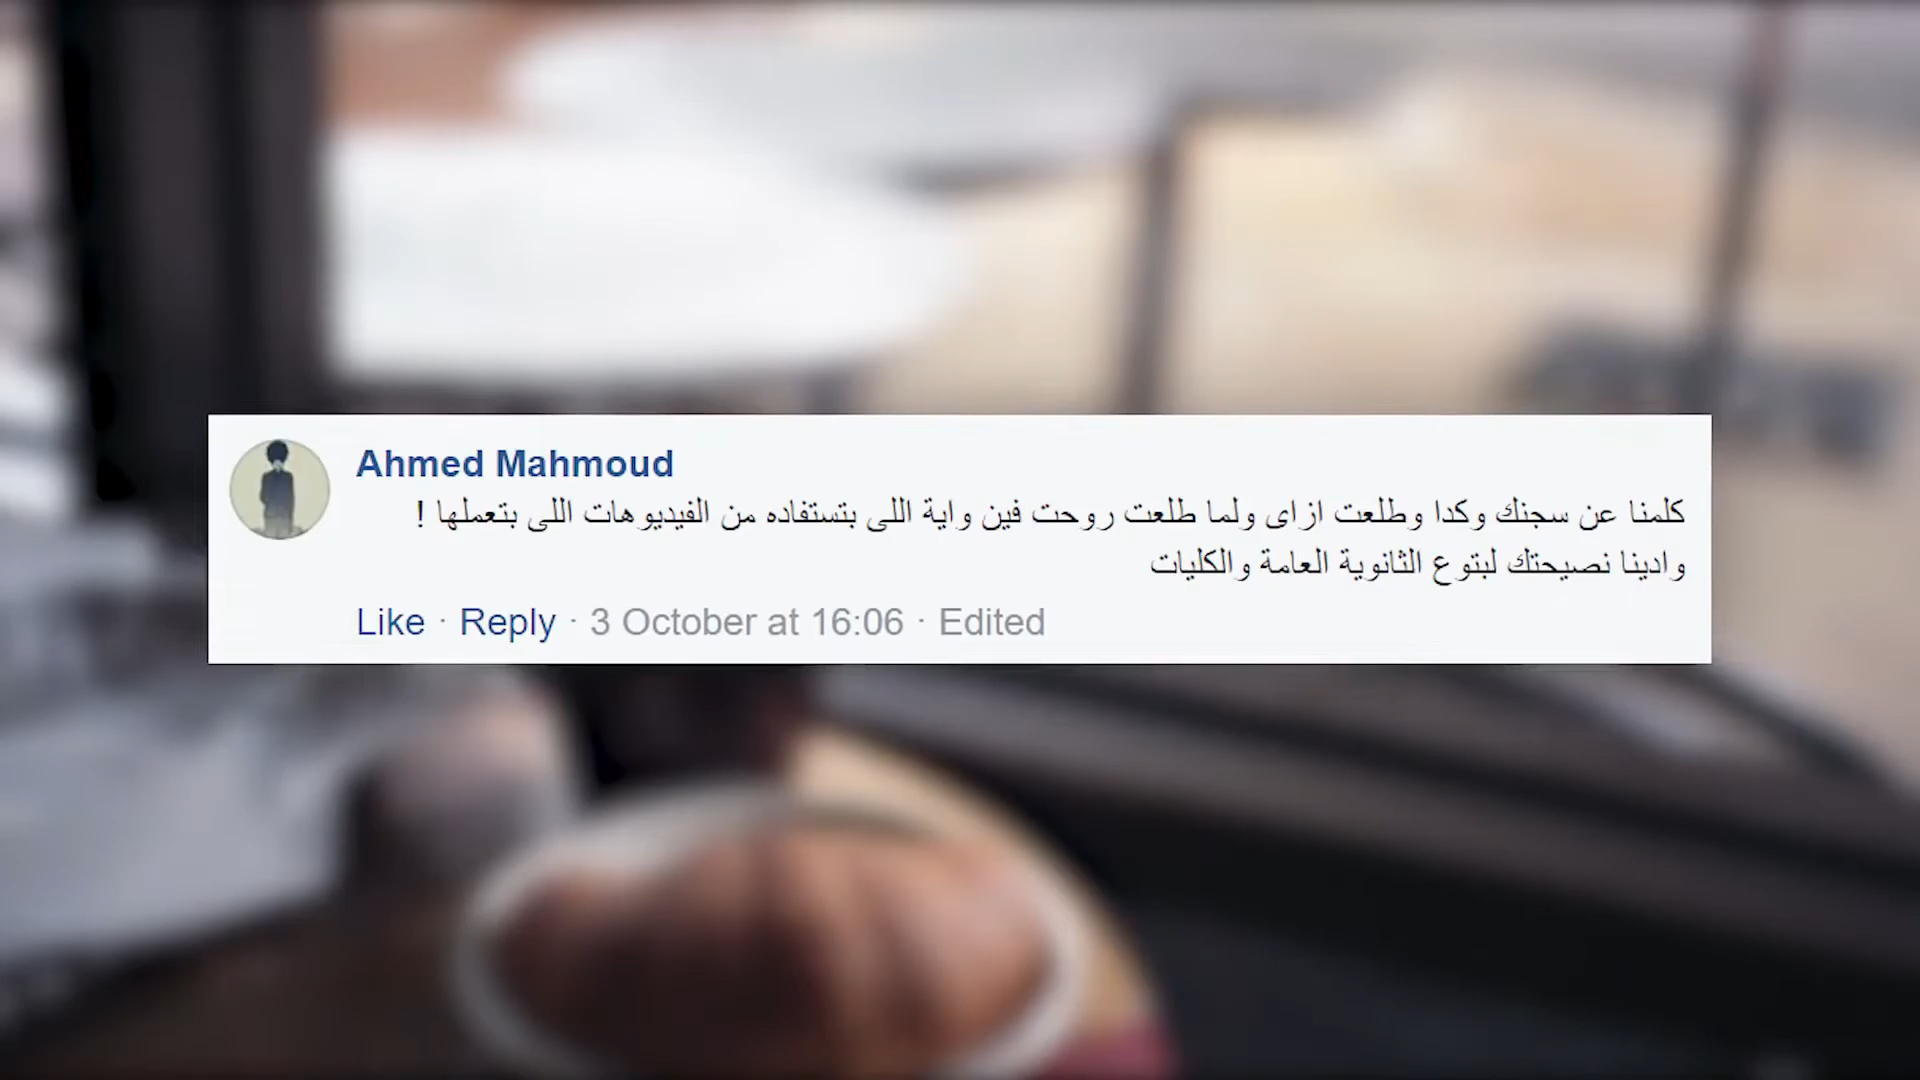 Ahmed Mahmoud
كلمنا عن سجنك وكدا وطلعت ازاى ولما طلعت روحت فين واية اللى بتستفاده من الفيديوهات اللى بتعملها !
وادينا نصيحتك لبتوع الثانوية العامة والكليات
Like · Reply · 3 October at 16:06 · Edited